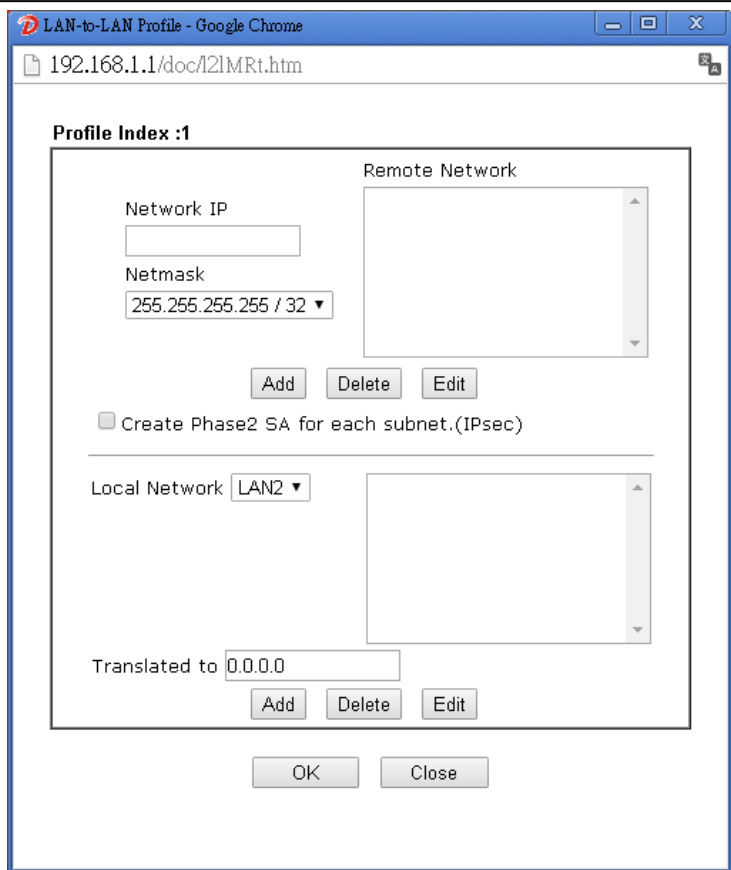 LAN-to-LAN Profile - Google Chrome
192.168.1.1/doc/l2lMRt.htm
Profile Index :1
Remote Network
Network IP
Netmask
255.255.255.255 / 32
Add Delete Edit
Create Phase2 SA for each subnet.(IPsec)
Local Network LAN2
Translated to 0.0.0.0
Add Delete Edit
OK Close